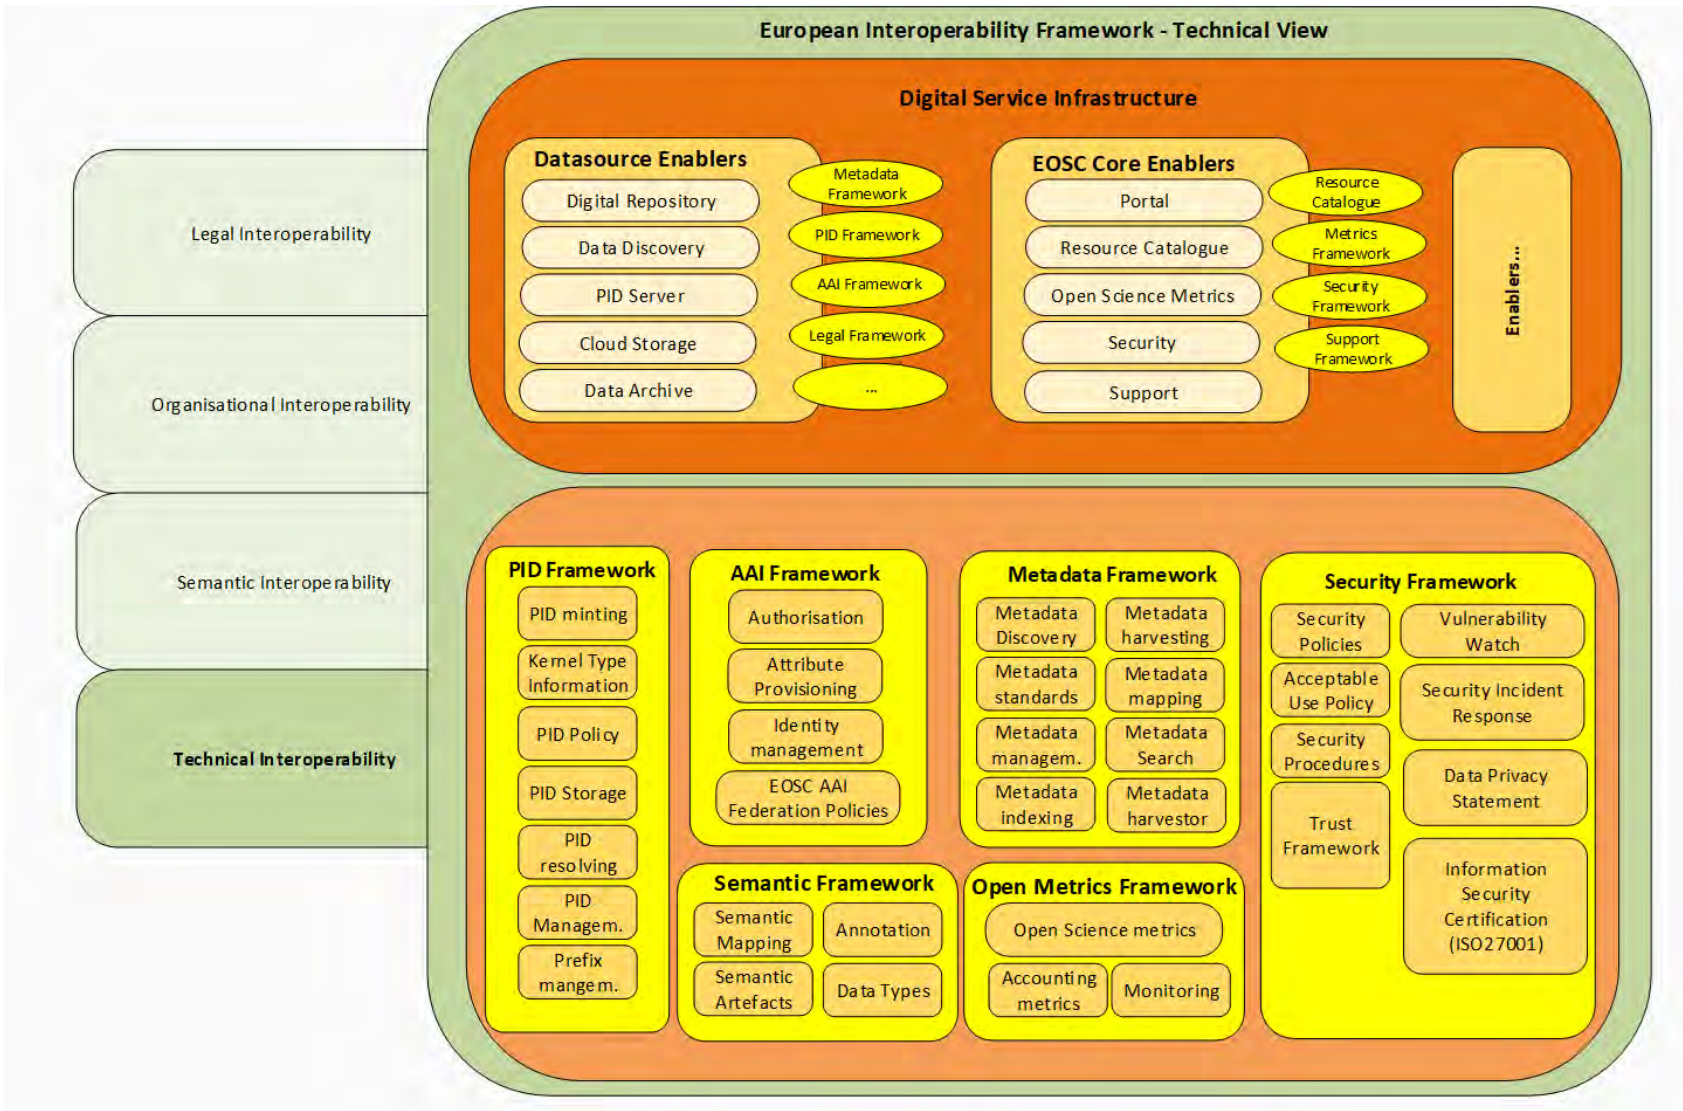 European Interoperability Framework - Technical View
Digital Service Infrastructure
Legal Interoperability
Organisational Interoperability
Semantic Interoperability
Technical Interoperability
Datasource Enablers
Digital Repository
Data Discovery
PID Server
Cloud Storage
Data Archive
Metadata
Framework
PID Framework
AAI Framework
Legal Framework
...
EOSC Core Enablers
Portal
Resource Catalogue
Open Science Metrics
Security
Support
Resource
Catalogue
Metrics
Framework
Security
Framework
Support
Framework
Enablers...
PID Framework
PID minting
Kernel Type
Information
PID Policy
PID Storage
PID
resolving
PID
Managem.
Prefix
mangem.
AAI Framework
Authorisation
Attribute
Provisioning
Identity
management
EOSC AAI
Federation Policies
Metadata Framework
Metadata
Discovery
Metadata
harvesting
Metadata
standards
Metadata
mapping
Metadata
managem.
Metadata
Search
Metadata
indexing
Metadata
harvestor
Security Framework
Security
Policies
Vulnerability
Watch
Acceptable
Use Policy
Security Incident
Response
Security
Procedures
Data Privacy
Statement
Trust
Framework
Information
Security
Certification
(ISO27001)
Semantic Framework
Semantic
Mapping
Annotation
Semantic
Artefacts
Data Types
Open Metrics Framework
Open Science metrics
Accounting
metrics
Monitoring